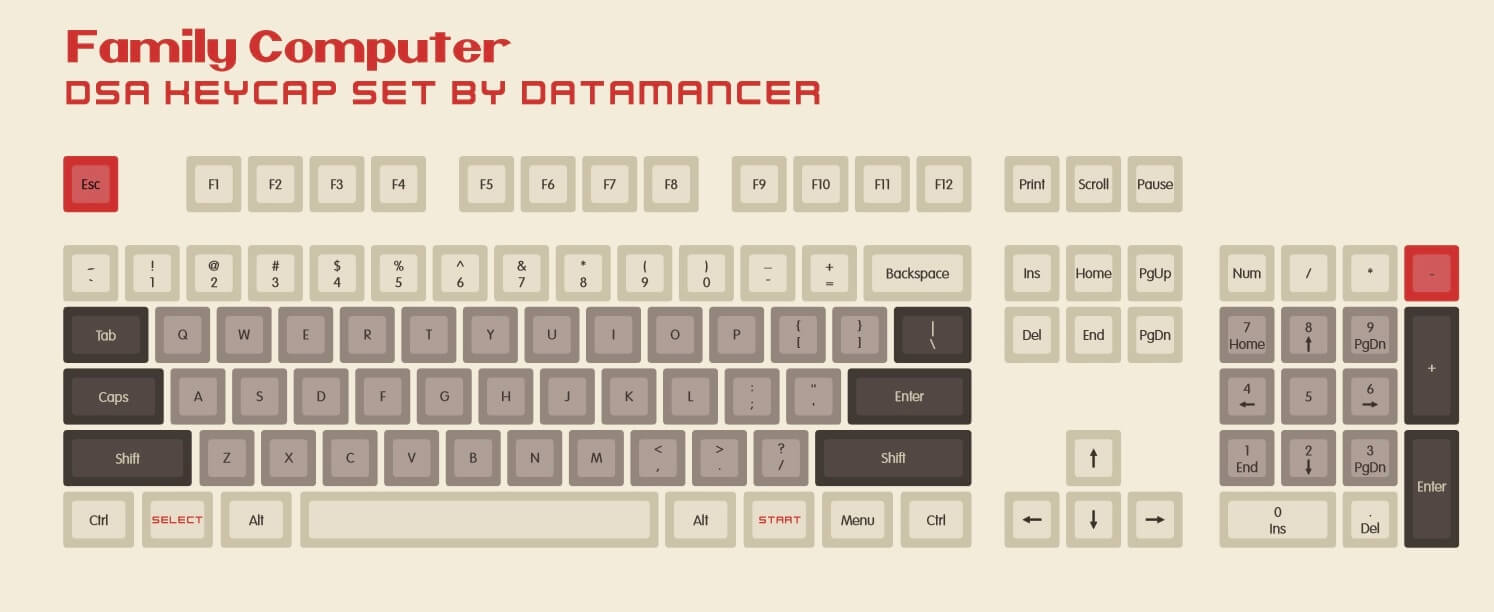 Family Computer
DSA KEYCAP SET BY DATAMANCER
Esc F1 F2 F3 F4 F5 F6 F7 F8 F9 F10 F11 F12 Print Scroll Pause
~ ! @ # $ % ^ & * ( ) _ +
` 1 2 3 4 5 6 7 8 9 0 - = Backspace Ins Home PgUp Num / * -
Tab Q W E R T Y U I O P { } | Del End PgDn 7 8 9
[ ] \ Home ↑ PgDn +
Caps A S D F G H J K L : " Enter 4 5 6
; ' ← →
Shift Z X C V B N M < > ? Shift ↑ 1 2 3
, . / End ↓ PgDn Enter
Ctrl SELECT Alt Alt START Menu Ctrl ← ↓ → 0 .
Ins Del